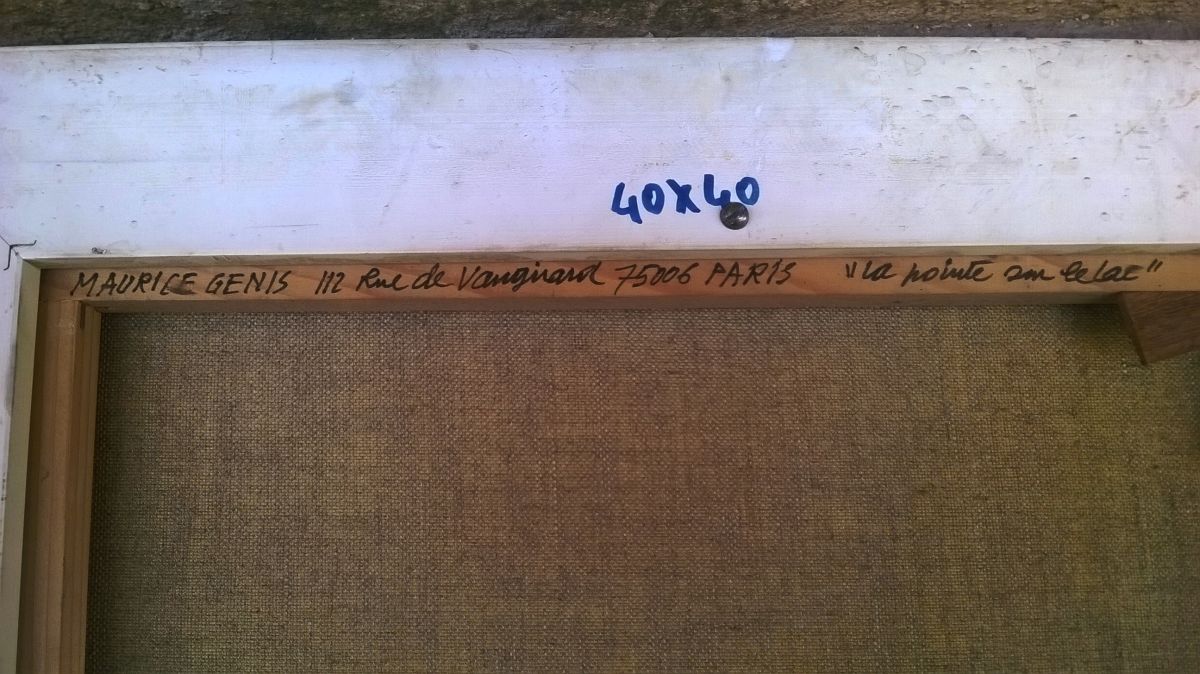 40x40
MAURICE GENIS 112 Rue de Vaugirard 75006 PARIS "La pointe sur le lac"